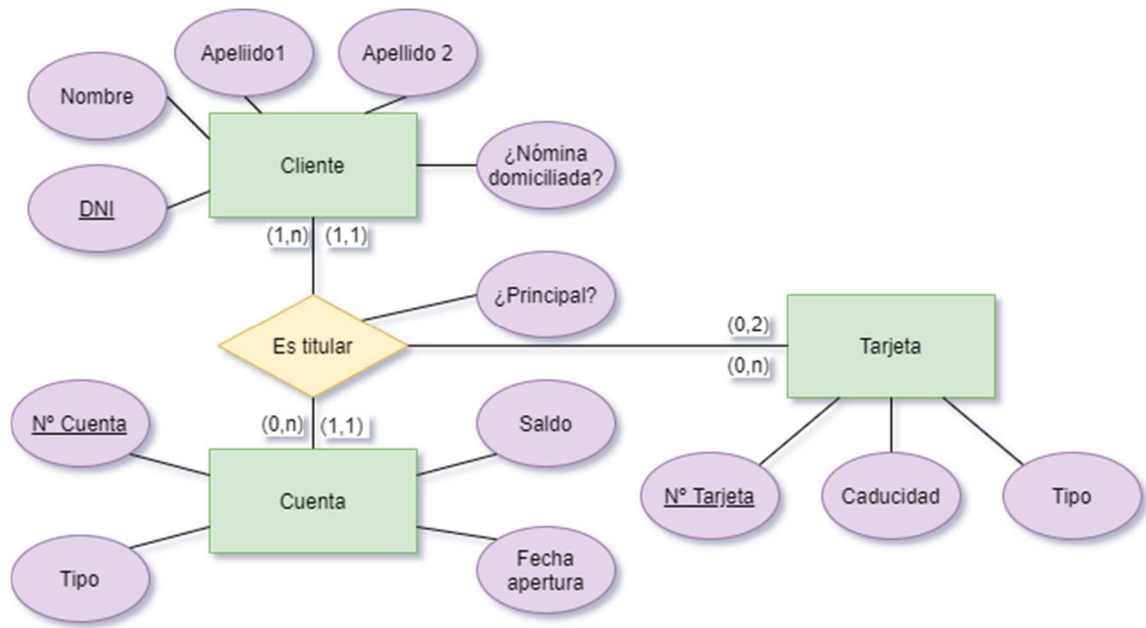 Apeliido1
Apellido 2
Nombre
Cliente
¿Nómina
domiciliada?
DNI
(1,n)
(1,1)
¿Principal?
Es titular
(0,2)
(0,n)
Tarjeta
(0,n)
(1,1)
Nº Cuenta
Saldo
Cuenta
Nº Tarjeta
Caducidad
Tipo
Tipo
Fecha
apertura